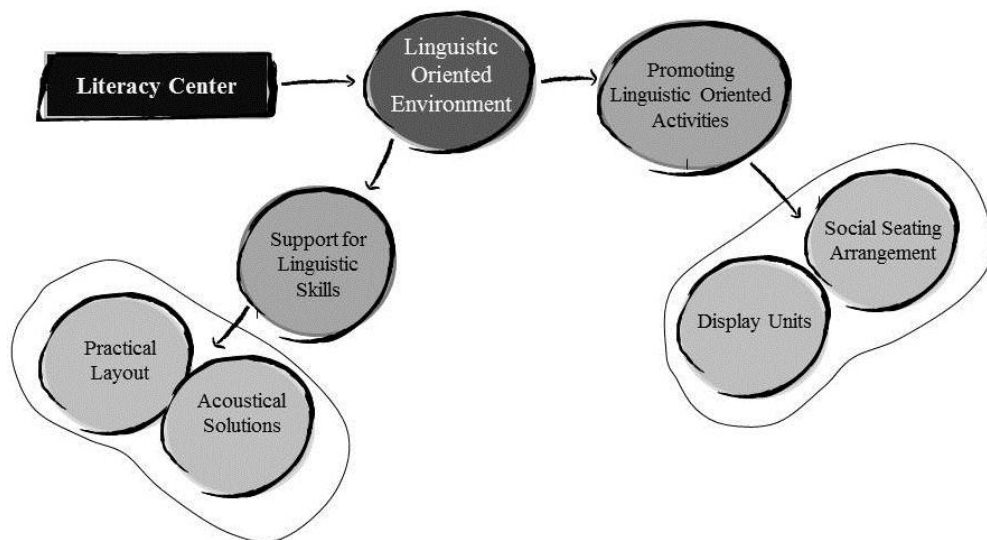 Literacy Center
Linguistic
Oriented
Environment
Promoting
Linguistic Oriented
Activities
Support for
Linguistic
Skills
Social Seating
Arrangement
Display Units
Practical
Layout
Acoustical
Solutions